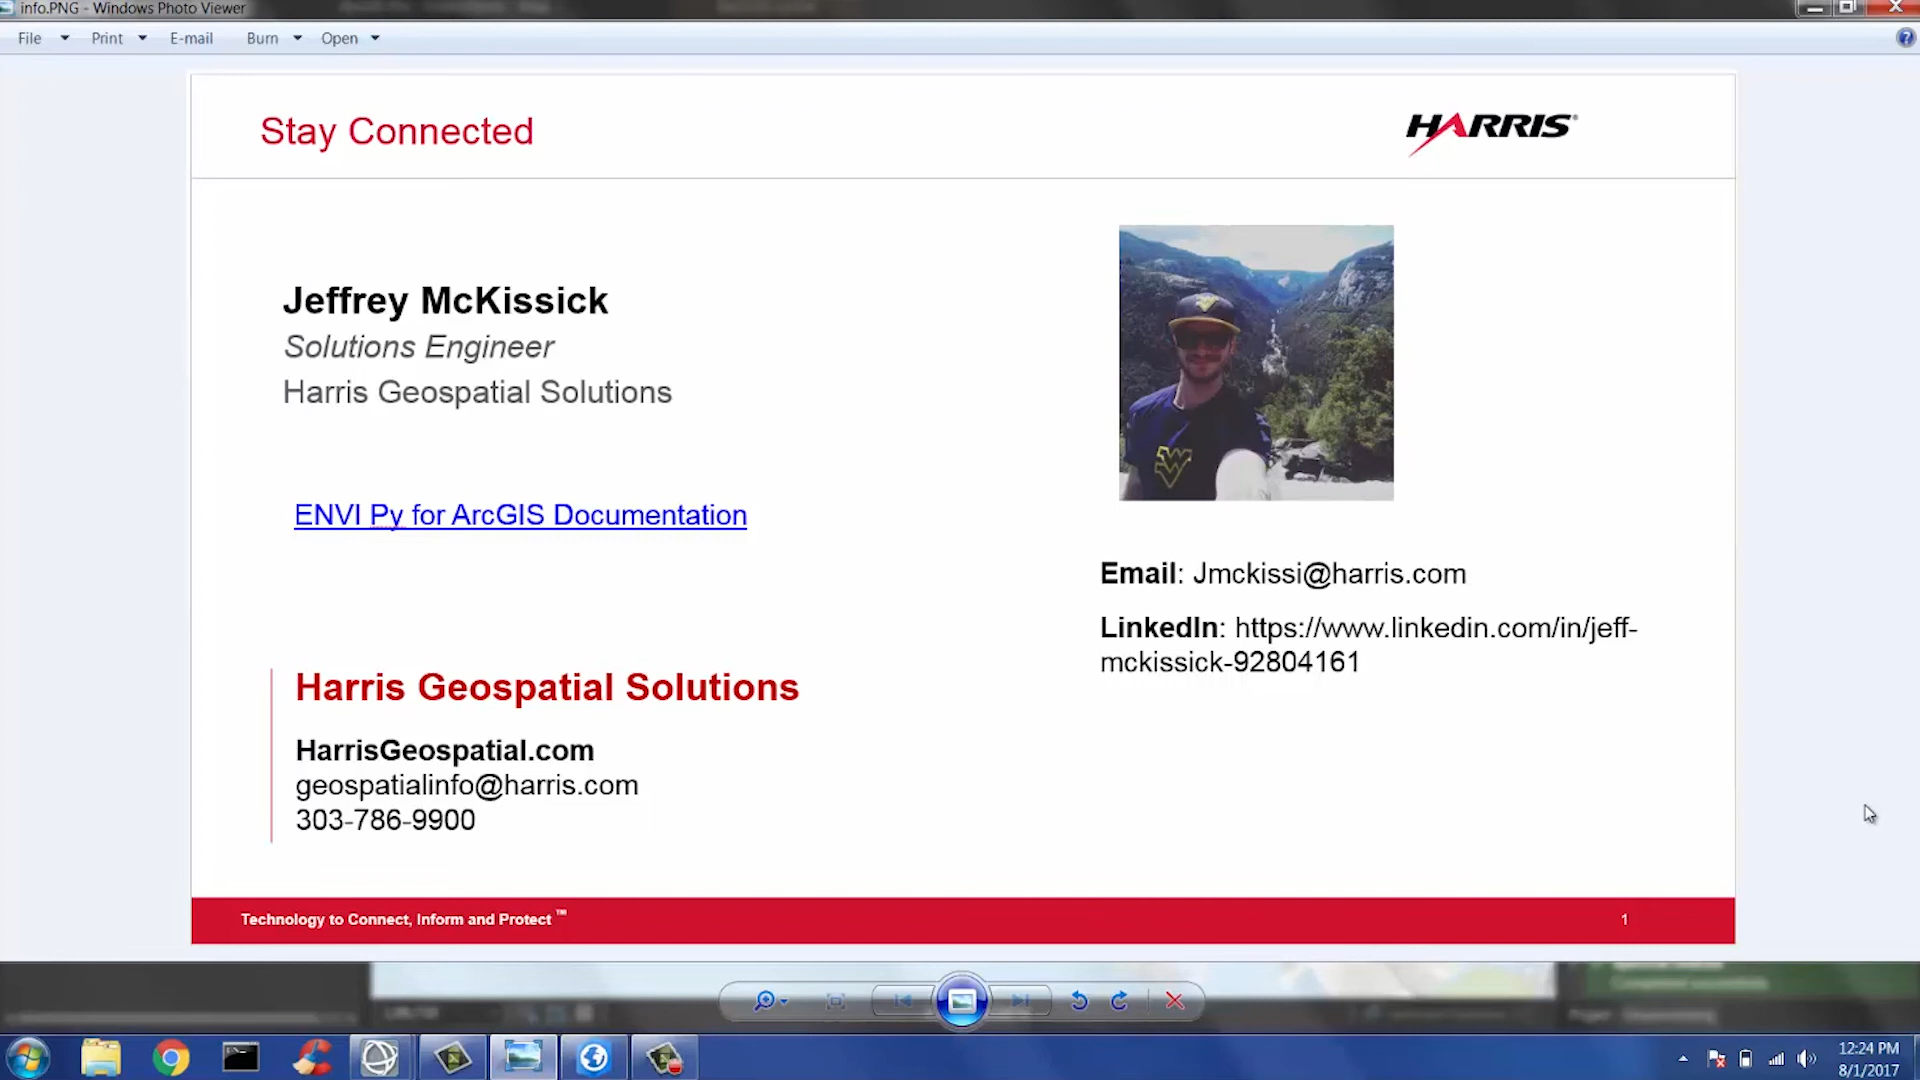 info.PNG - Windows Photo Viewer
File Print E-mail Burn Open
Stay Connected
HARRIS®
Jeffrey McKissick
Solutions Engineer
Harris Geospatial Solutions
ENVI Py for ArcGIS Documentation
Email: Jmckissi@harris.com
LinkedIn: https://www.linkedin.com/in/jeff-
mckissick-92804161
Harris Geospatial Solutions
HarrisGeospatial.com
geospatialinfo@harris.com
303-786-9900
Technology to Connect, Inform and Protect ™
1
12:24 PM
8/1/2017